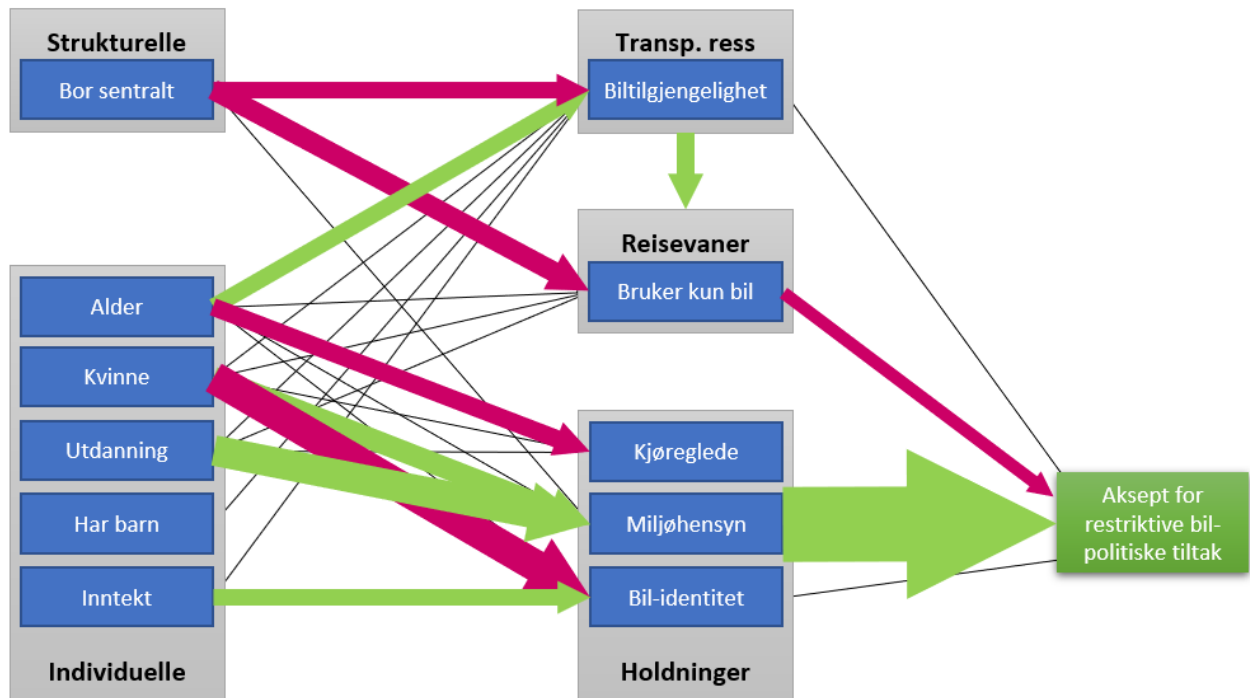 Strukturelle
Bor sentralt
Transp. ress
Biltilgjengelighet
Reisevaner
Bruker kun bil
Alder
Kvinne
Utdanning
Har barn
Inntekt
Individuelle
Kjøreglede
Miljøhensyn
Bil-identitet
Holdninger
Aksept for
restriktive bil-
politiske tiltak